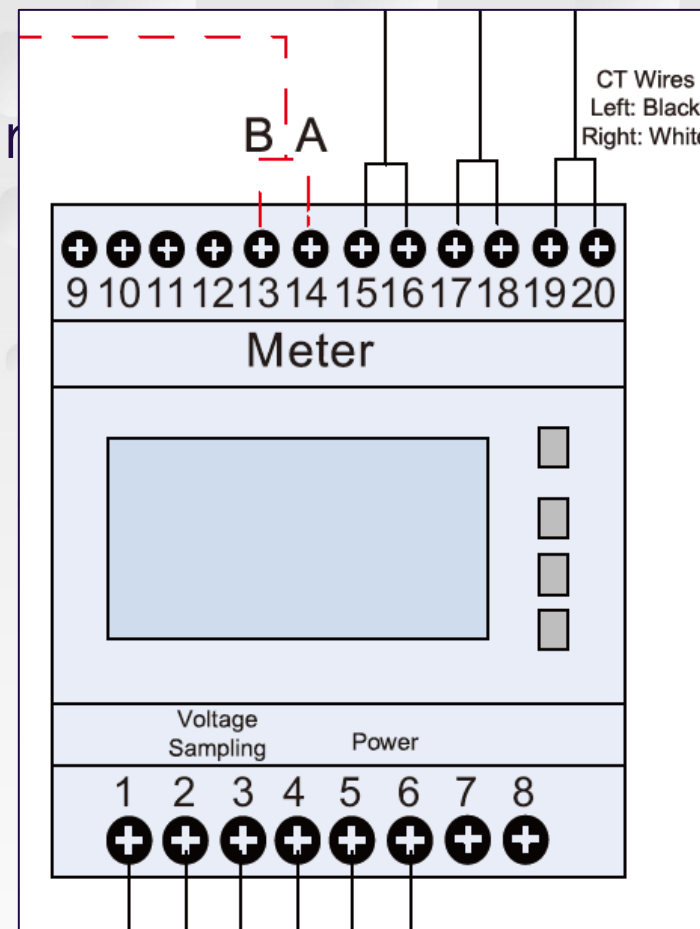 CT Wires
Left: Black
Right: White
B A
9 10 11 12 13 14 15 16 17 18 19 20
Meter
Voltage
Sampling
Power
1 2 3 4 5 6 7 8